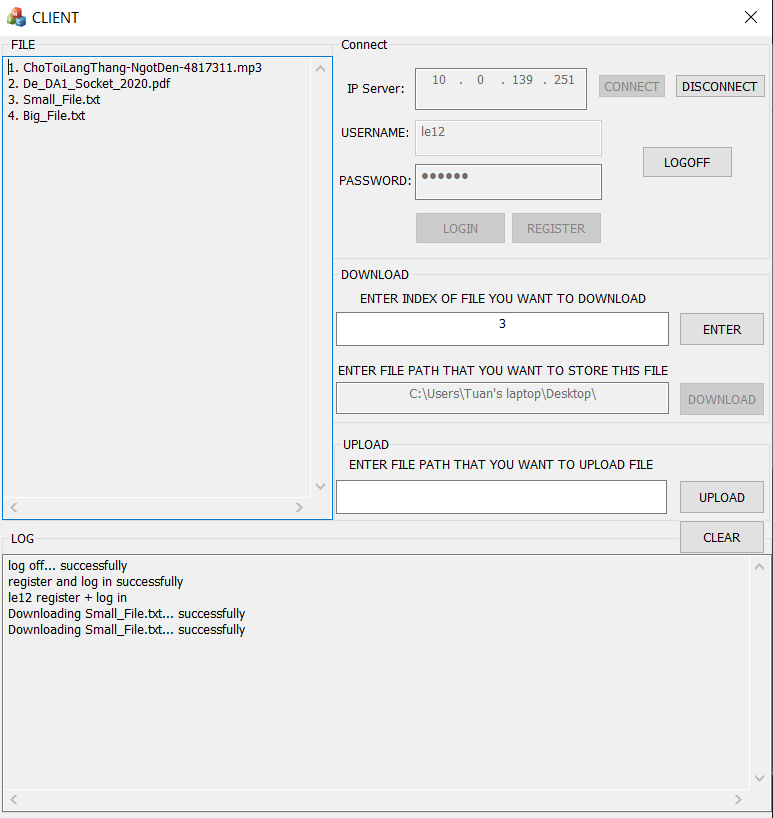 CLIENT
FILE
1. ChoToiLangThang-NgotDen-4817311.mp3
2. De_DA1_Socket_2020.pdf
3. Small_File.txt
4. Big_File.txt
Connect
IP Server:
10 . 0 . 139 . 251
CONNECT
DISCONNECT
USERNAME:
le12
LOGOFF
PASSWORD:
●●●●●●
LOGIN
REGISTER
DOWNLOAD
ENTER INDEX OF FILE YOU WANT TO DOWNLOAD
3
ENTER
ENTER FILE PATH THAT YOU WANT TO STORE THIS FILE
C:\Users\Tuan's laptop\Desktop\
DOWNLOAD
UPLOAD
ENTER FILE PATH THAT YOU WANT TO UPLOAD FILE
UPLOAD
CLEAR
LOG
log off... successfully
register and log in successfully
le12 register + log in
Downloading Small_File.txt... successfully
Downloading Small_File.txt... successfully